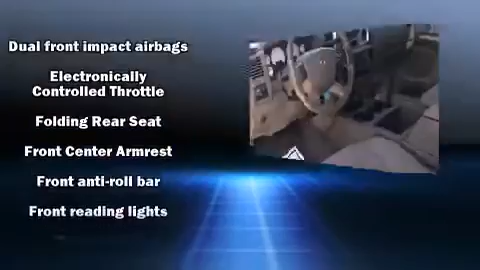 Dual front impact airbags
Electronically
Controlled Throttle
Folding Rear Seat
Front Center Armrest
Front anti-roll bar
Front reading lights